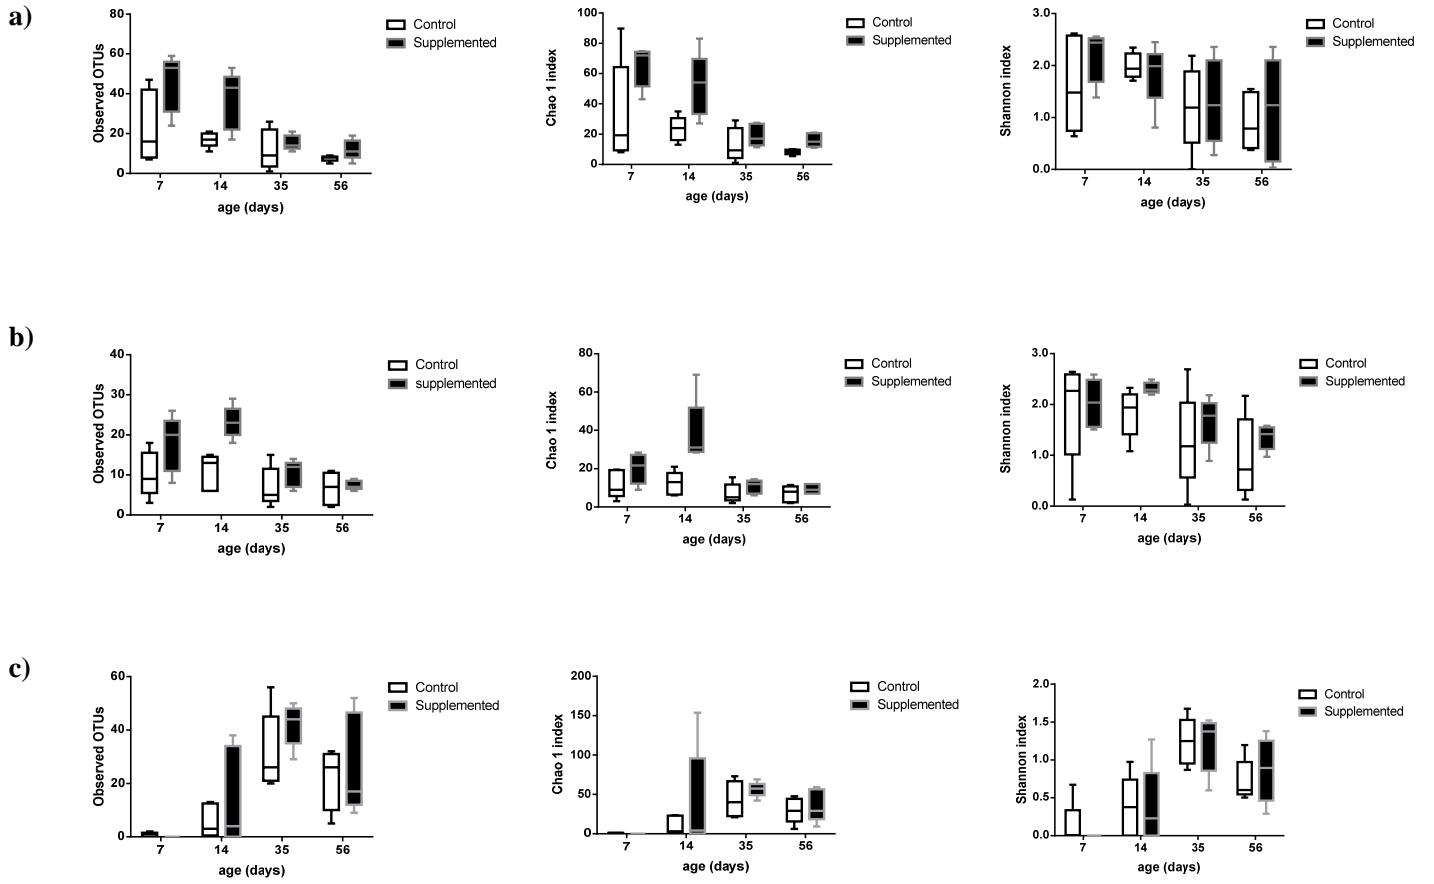 a)
80
60
40
20
0
Observed OTUs
7 14 35 56
age (days)
Control
Supplemented
100
80
60
40
20
0
Chao 1 index
7 14 35 56
age (days)
Control
Supplemented
3.0
2.0
1.0
0.0
Shannon index
7 14 35 56
age (days)
Control
Supplemented
b)
40
30
20
10
0
Observed OTUs
7 14 35 56
age (days)
Control
supplemented
80
60
40
20
0
Chao 1 index
7 14 35 56
age (days)
Control
Supplemented
3.0
2.0
1.0
0.0
Shannon index
7 14 35 56
age (days)
Control
Supplemented
c)
60
40
20
0
Observed OTUs
7 14 35 56
age (days)
Control
Supplemented
200
150
100
50
0
Chao 1 index
7 14 35 56
age (days)
Control
Supplemented
2.0
1.5
1.0
0.5
0.0
Shannon index
7 14 35 56
age (days)
Control
Supplemented